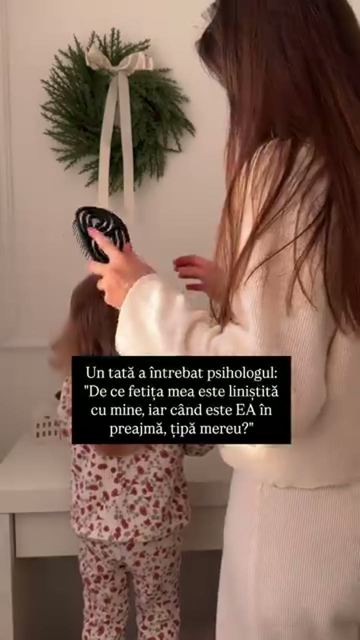 Un tată a întrebat psihologul:
"De ce fetița mea este liniștită
cu mine, iar când este EA în
preajmă, țipă mereu?"